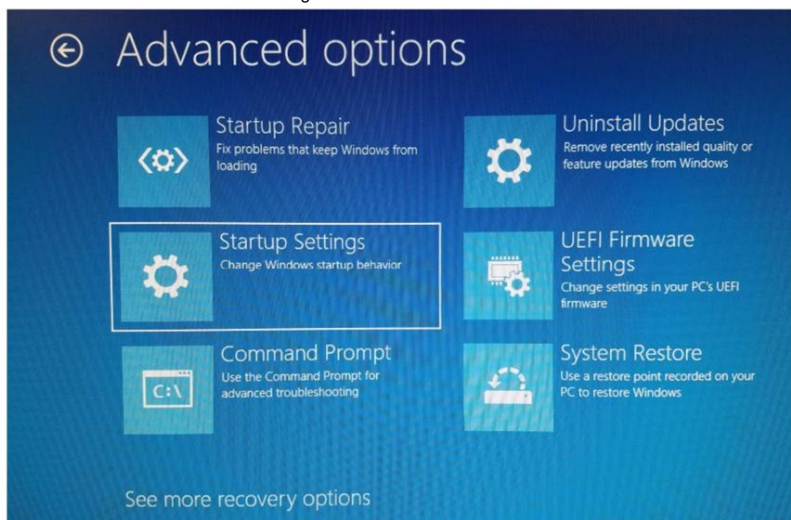 Advanced options
Startup Repair
Fix problems that keep Windows from
loading
Uninstall Updates
Remove recently installed quality or
feature updates from Windows
Startup Settings
Change Windows startup behavior
UEFI Firmware
Settings
Change settings in your PC's UEFI
firmware
Command Prompt
Use the Command Prompt for
advanced troubleshooting
C:\
System Restore
Use a restore point recorded on your
PC to restore Windows
See more recovery options